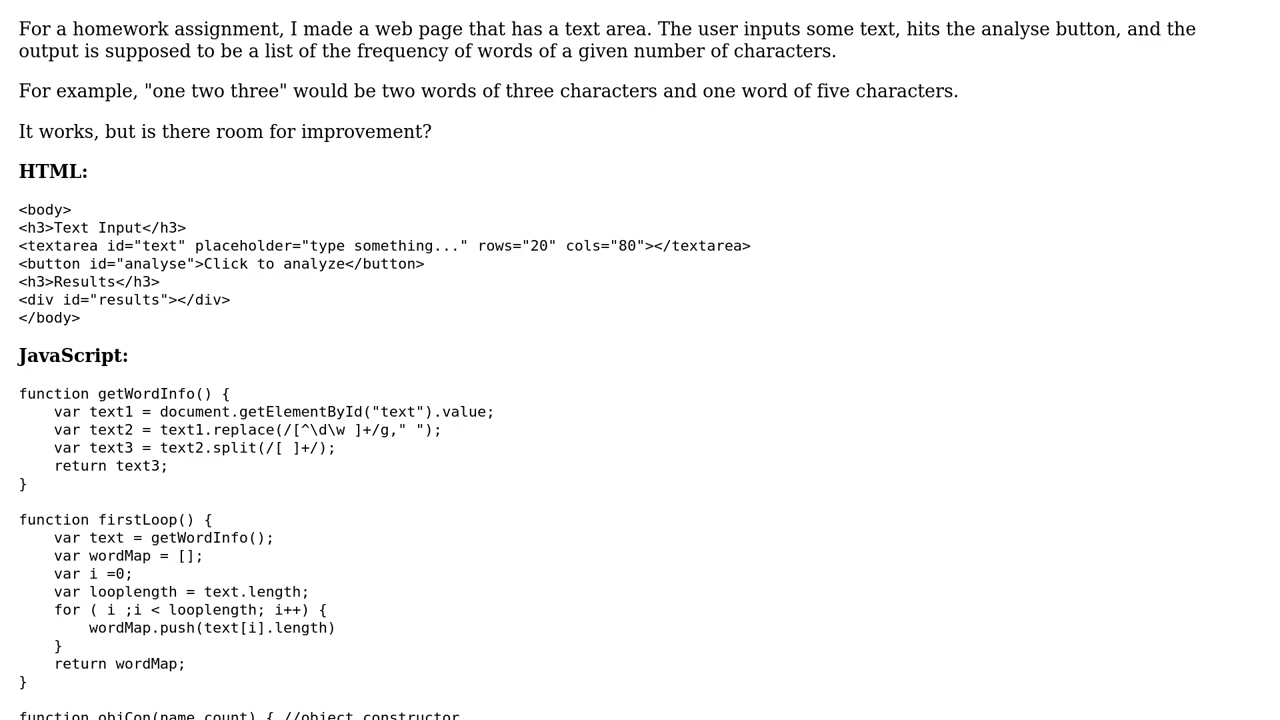 For a homework assignment, I made a web page that has a text area. The user inputs some text, hits the analyse button, and the
output is supposed to be a list of the frequency of words of a given number of characters.
For example, "one two three" would be two words of three characters and one word of five characters.
It works, but is there room for improvement?
HTML:
<body>
<h3>Text Input</h3>
<textarea id="text" placeholder="type something..." rows="20" cols="80"></textarea>
<button id="analyse">Click to analyze</button>
<h3>Results</h3>
<div id="results"></div>
</body>
JavaScript:
function getWordInfo() {
    var text1 = document.getElementById("text").value;
    var text2 = text1.replace(/[^\d\w ]+/g," ");
    var text3 = text2.split(/[ ]+/);
    return text3;
}
function firstLoop() {
    var text = getWordInfo();
    var wordMap = [];
    var i =0;
    var looplength = text.length;
    for ( i ;i < looplength; i++) {
        wordMap.push(text[i].length)
    }
    return wordMap;
}
function objCon(name,count) { //object constructor